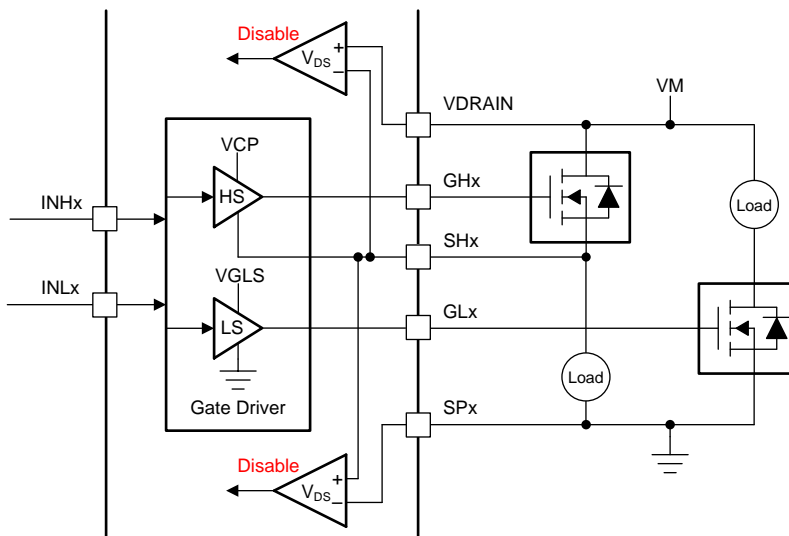 Disable
+
VDS
−
VDRAIN
VM
VCP
HS
GHx
INHx
Load
SHx
INLx
VGLS
LS
GLx
Load
Gate Driver
SPx
Disable
+
VDS
−